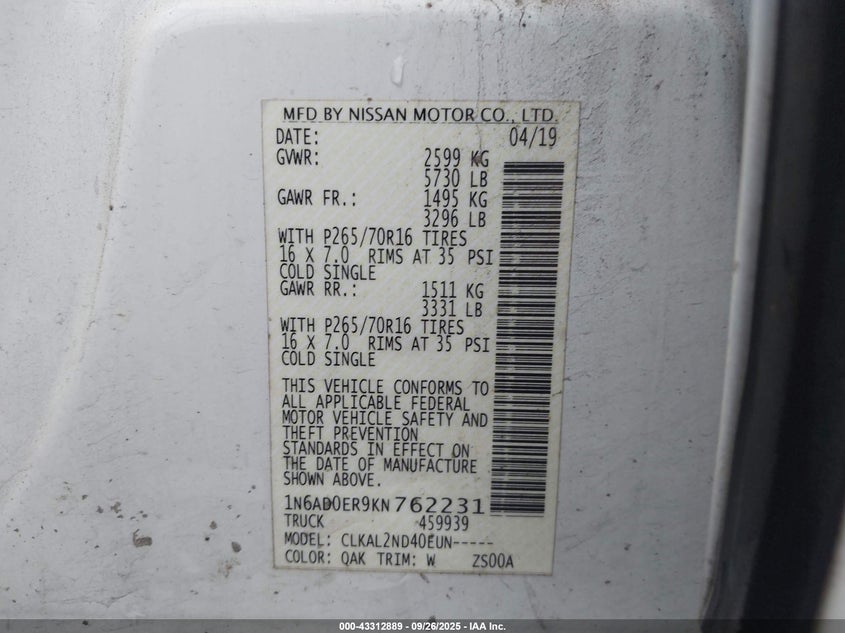 MFD BY NISSAN MOTOR CO., LTD.
DATE: 04/19
GVWR: 2599 KG
5730 LB
GAWR FR.: 1495 KG
3296 LB
WITH P265/70R16 TIRES
16 X 7.0 RIMS AT 35 PSI
COLD SINGLE
GAWR RR.: 1511 KG
3331 LB
WITH P265/70R16 TIRES
16 X 7.0 RIMS AT 35 PSI
COLD SINGLE
THIS VEHICLE CONFORMS TO
ALL APPLICABLE FEDERAL
MOTOR VEHICLE SAFETY AND
THEFT PREVENTION
STANDARDS IN EFFECT ON
THE DATE OF MANUFACTURE
SHOWN ABOVE.
1N6AD0ER9KN762231
TRUCK 459939
MODEL: CLKAL2ND40EUN-----
COLOR: QAK TRIM: W ZS00A
000-43312889 - 09/26/2025 - IAA Inc.